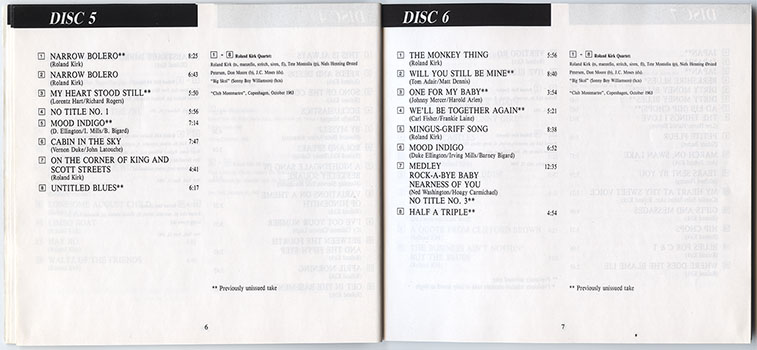 DISC 5
1 NARROW BOLERO** 8:25
(Roland Kirk)
2 NARROW BOLERO 6:43
(Roland Kirk)
3 MY HEART STOOD STILL** 5:50
(Lorentz Hart/Richard Rogers)
4 NO TITLE NO. 1 5:56
5 MOOD INDIGO** 7:14
(D. Ellington/I. Mills/B. Bigard)
6 CABIN IN THE SKY 7:47
(Vernon Duke/John Latouche)
7 ON THE CORNER OF KING AND
SCOTT STREETS 4:41
(Roland Kirk)
8 UNTITLED BLUES** 6:17
1 - 8 Roland Kirk Quartet:
Roland Kirk (ts, manzello, stritch, siren, fl), Tete Montoliu (p), Niels Henning Ørsted
Petersen, Don Moore (b), J.C. Moses (ds).
"Big Skol" (Sonny Boy Williamson) (hca)
"Club Montmartre", Copenhagen, October 1963
** Previously unissued take
6
DISC 6
1 THE MONKEY THING 5:56
(Roland Kirk)
2 WILL YOU STILL BE MINE** 8:40
(Tom Adair/Matt Dennis)
3 ONE FOR MY BABY** 3:54
(Johnny Mercer/Harold Arlen)
4 WE'LL BE TOGETHER AGAIN** 5:21
(Carl Fisher/Frankie Laine)
5 MINGUS-GRIFF SONG 8:38
(Roland Kirk)
6 MOOD INDIGO 6:52
(Duke Ellington/Irving Mills/Barney Bigard)
7 MEDLEY 12:35
ROCK-A-BYE BABY
NEARNESS OF YOU
(Ned Washington/Hoagy Carmichael)
NO TITLE NO. 3**
8 HALF A TRIPLE** 4:54
1 - 8 Roland Kirk Quartet:
Roland Kirk (ts, manzello, stritch, siren, fl), Tete Montoliu (p), Niels Henning Ørsted
Petersen, Don Moore (b), J.C. Moses (ds).
"Big Skol" (Sonny Boy Williamson) (hca)
"Club Montmartre", Copenhagen, October 1963
** Previously unissued take
7